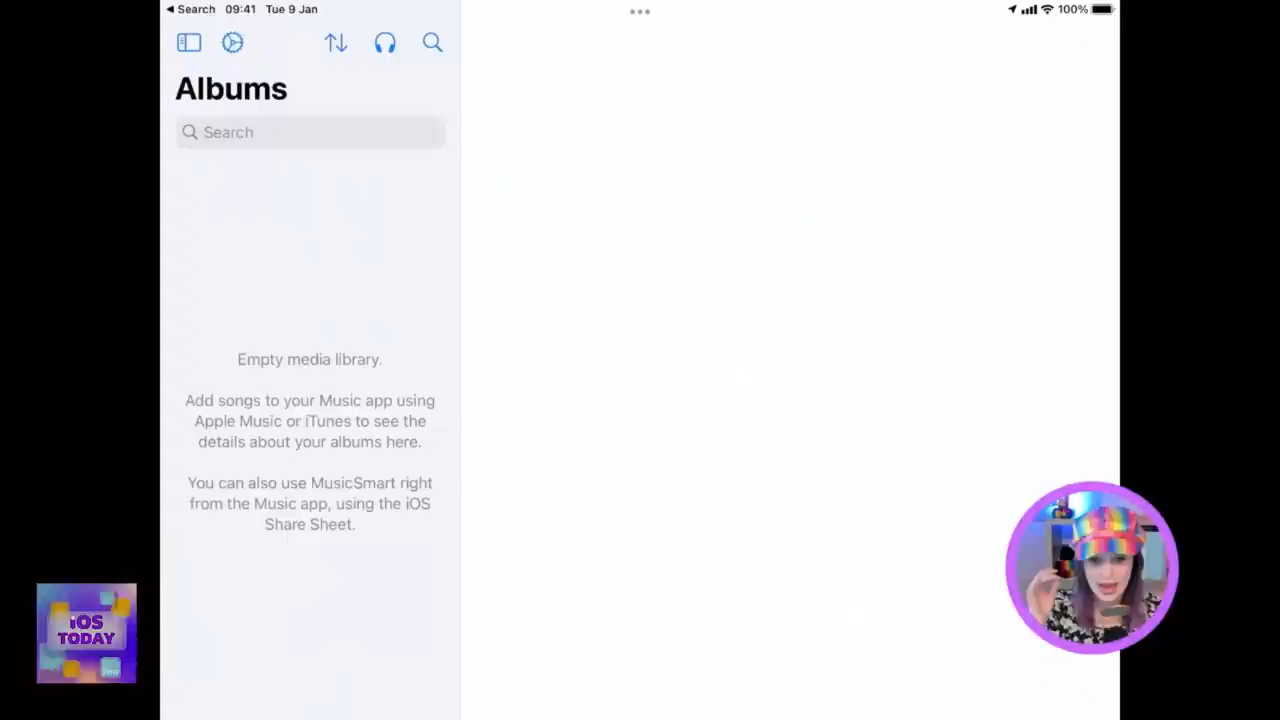 Search 09:41 Tue 9 Jan 100%
Albums
Search
Empty media library.
Add songs to your Music app using
Apple Music or iTunes to see the
details about your albums here.
You can also use MusicSmart right
from the Music app, using the iOS
Share Sheet.
iOS
TODAY